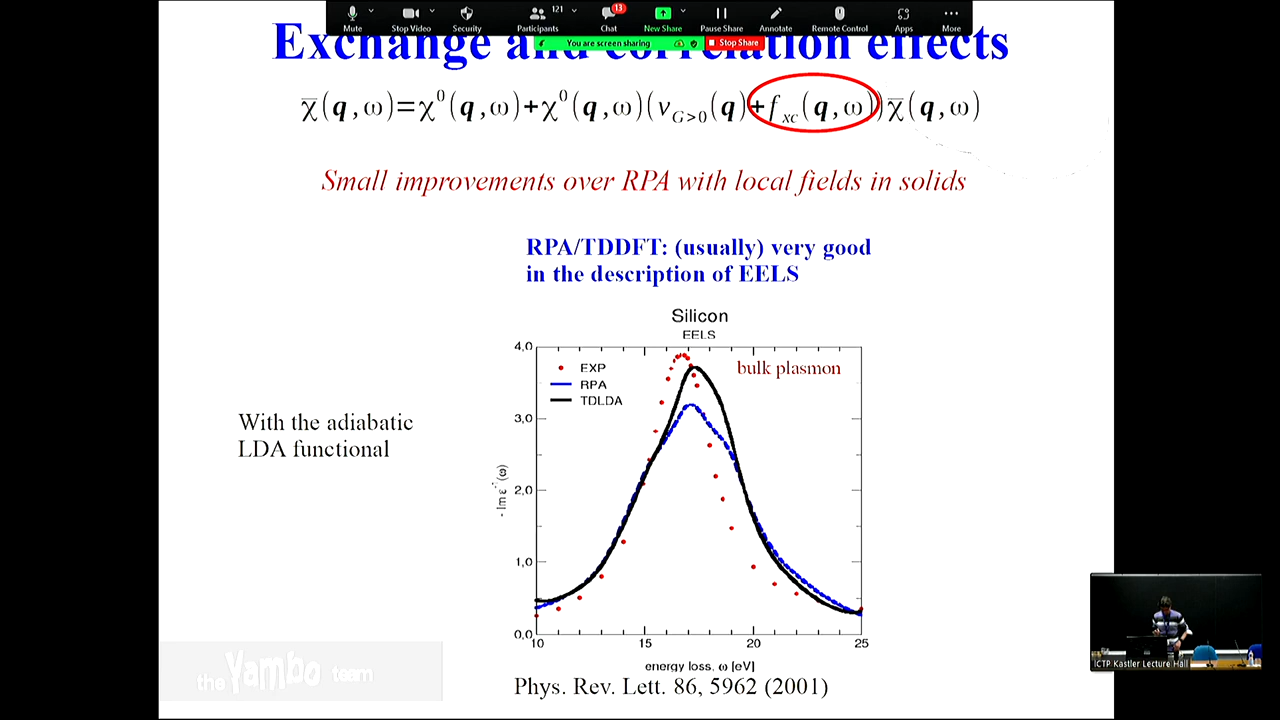 Mute
Stop Video
Security
121
Participants
13
Chat
New Share
Pause Share
Annotate
Remote Control
Apps
More
You are screen sharing
Stop Share
Exchange and correlation effects
χ̅(q,ω)=χ⁰(q,ω)+χ⁰(q,ω)(v_{G>0}(q)+f_{xc}(q,ω))χ̅(q,ω)
Small improvements over RPA with local fields in solids
RPA/TDDFT: (usually) very good
in the description of EELS
Silicon
EELS
4,0
3,0
2,0
1,0
0,0
EXP
RPA
TDLDA
bulk plasmon
- Im ε⁻¹(ω)
10
15
20
25
energy loss, ω [eV]
With the adiabatic
LDA functional
Phys. Rev. Lett. 86, 5962 (2001)
the Yambo team
ICTP Kastler Lecture Hall